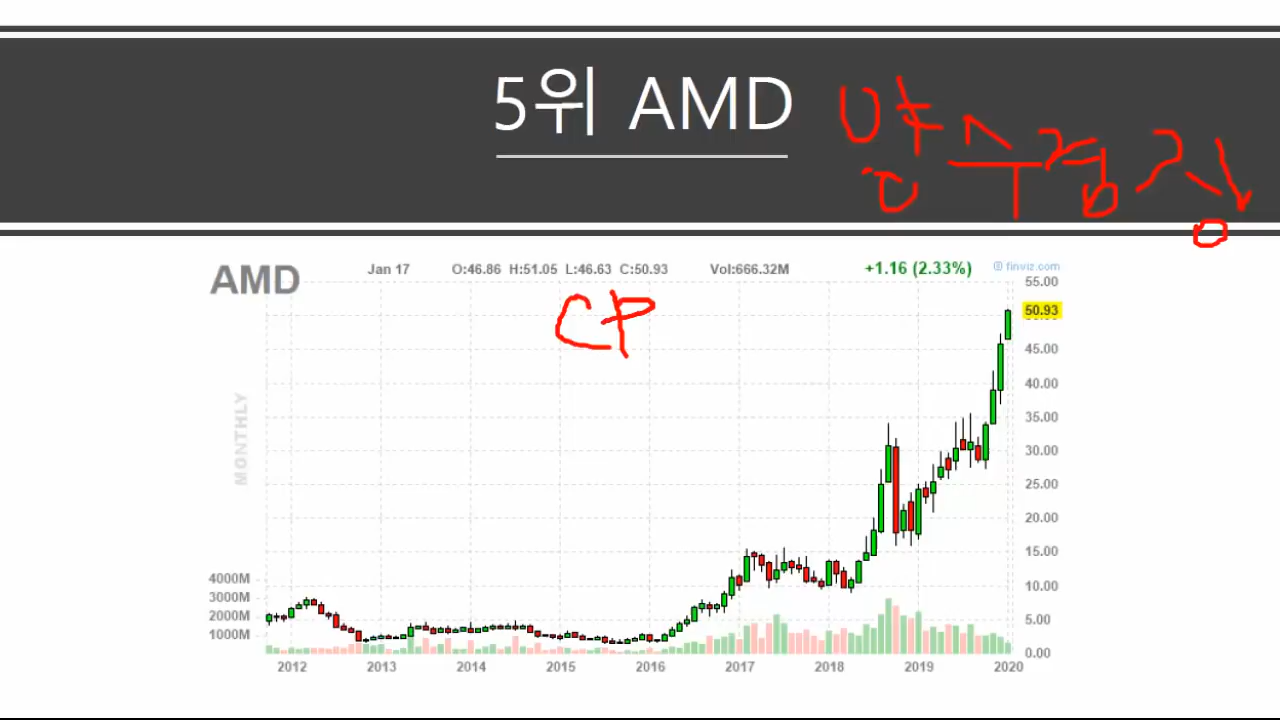 5위 AMD
양수겸장
AMD Jan 17 O:46.86 H:51.05 L:46.63 C:50.93 Vol:666.32M +1.16 (2.33%) © finviz.com
CP
MONTHLY
55.00
50.93
45.00
40.00
35.00
30.00
25.00
20.00
15.00
10.00
5.00
0.00
4000M
3000M
2000M
1000M
2012 2013 2014 2015 2016 2017 2018 2019 2020